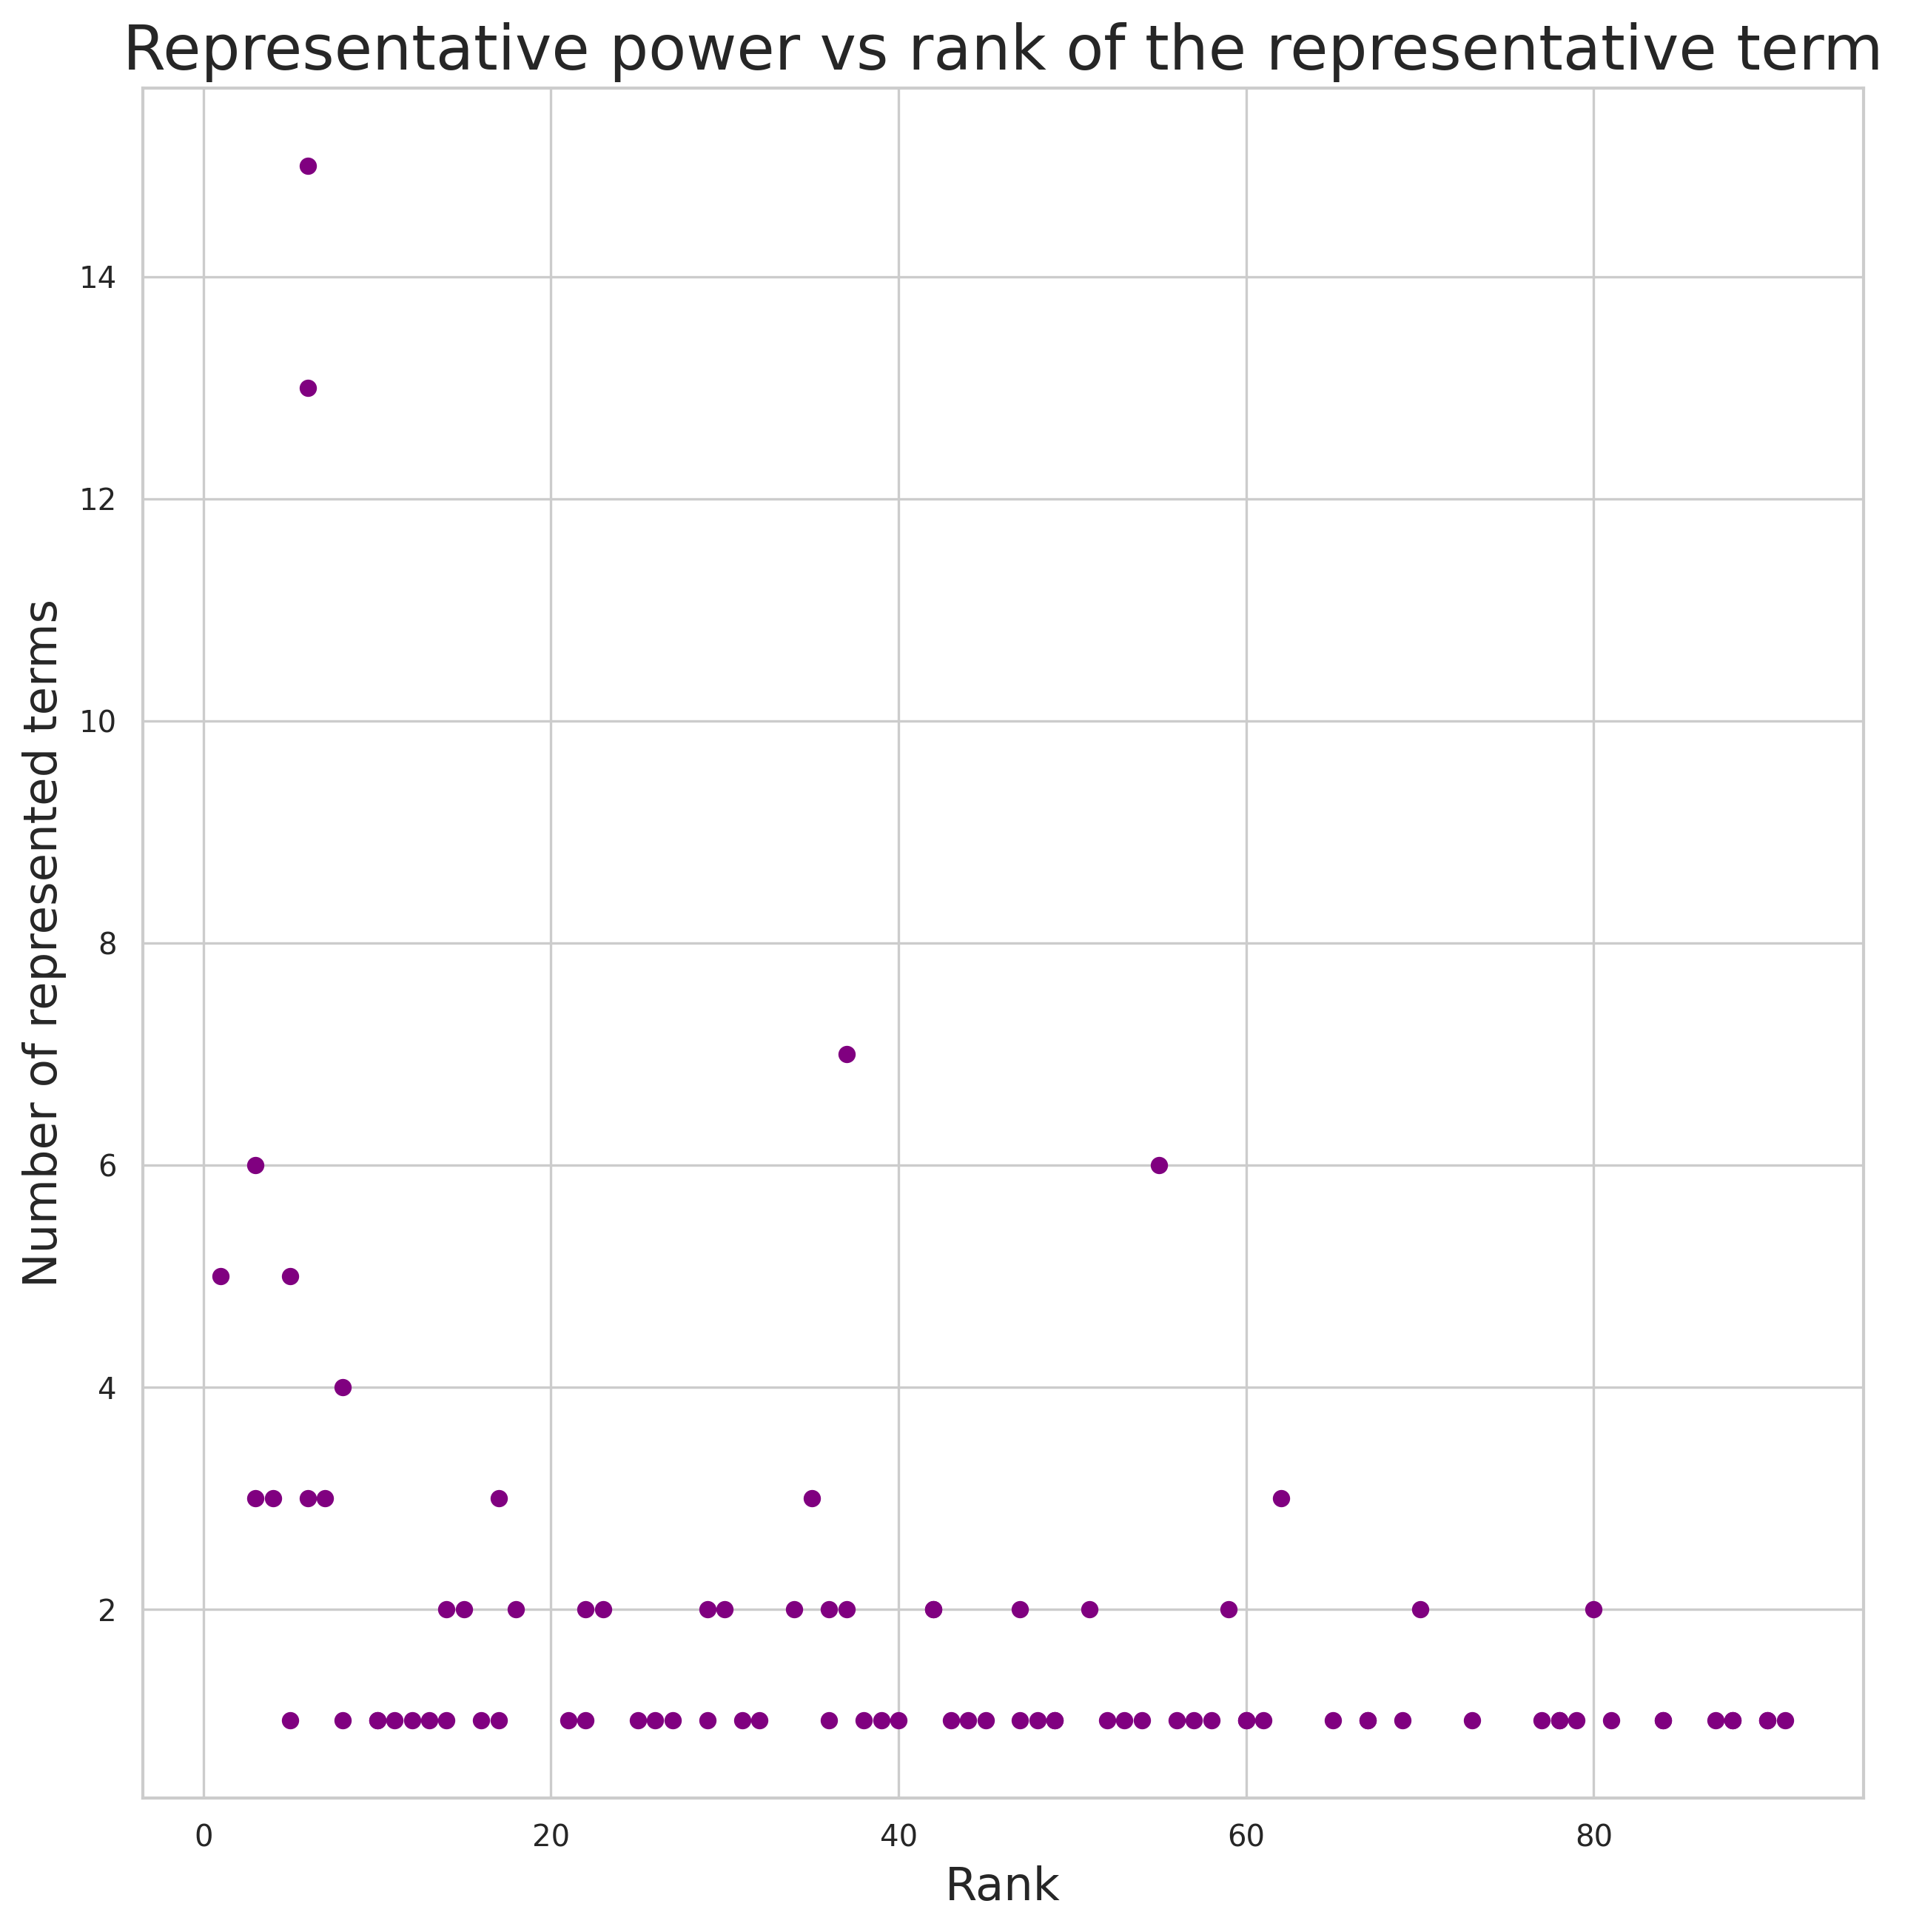 Representative power vs rank of the representative term
14
12
10
8
6
4
2
Number of represented terms
0 20 40 60 80
Rank